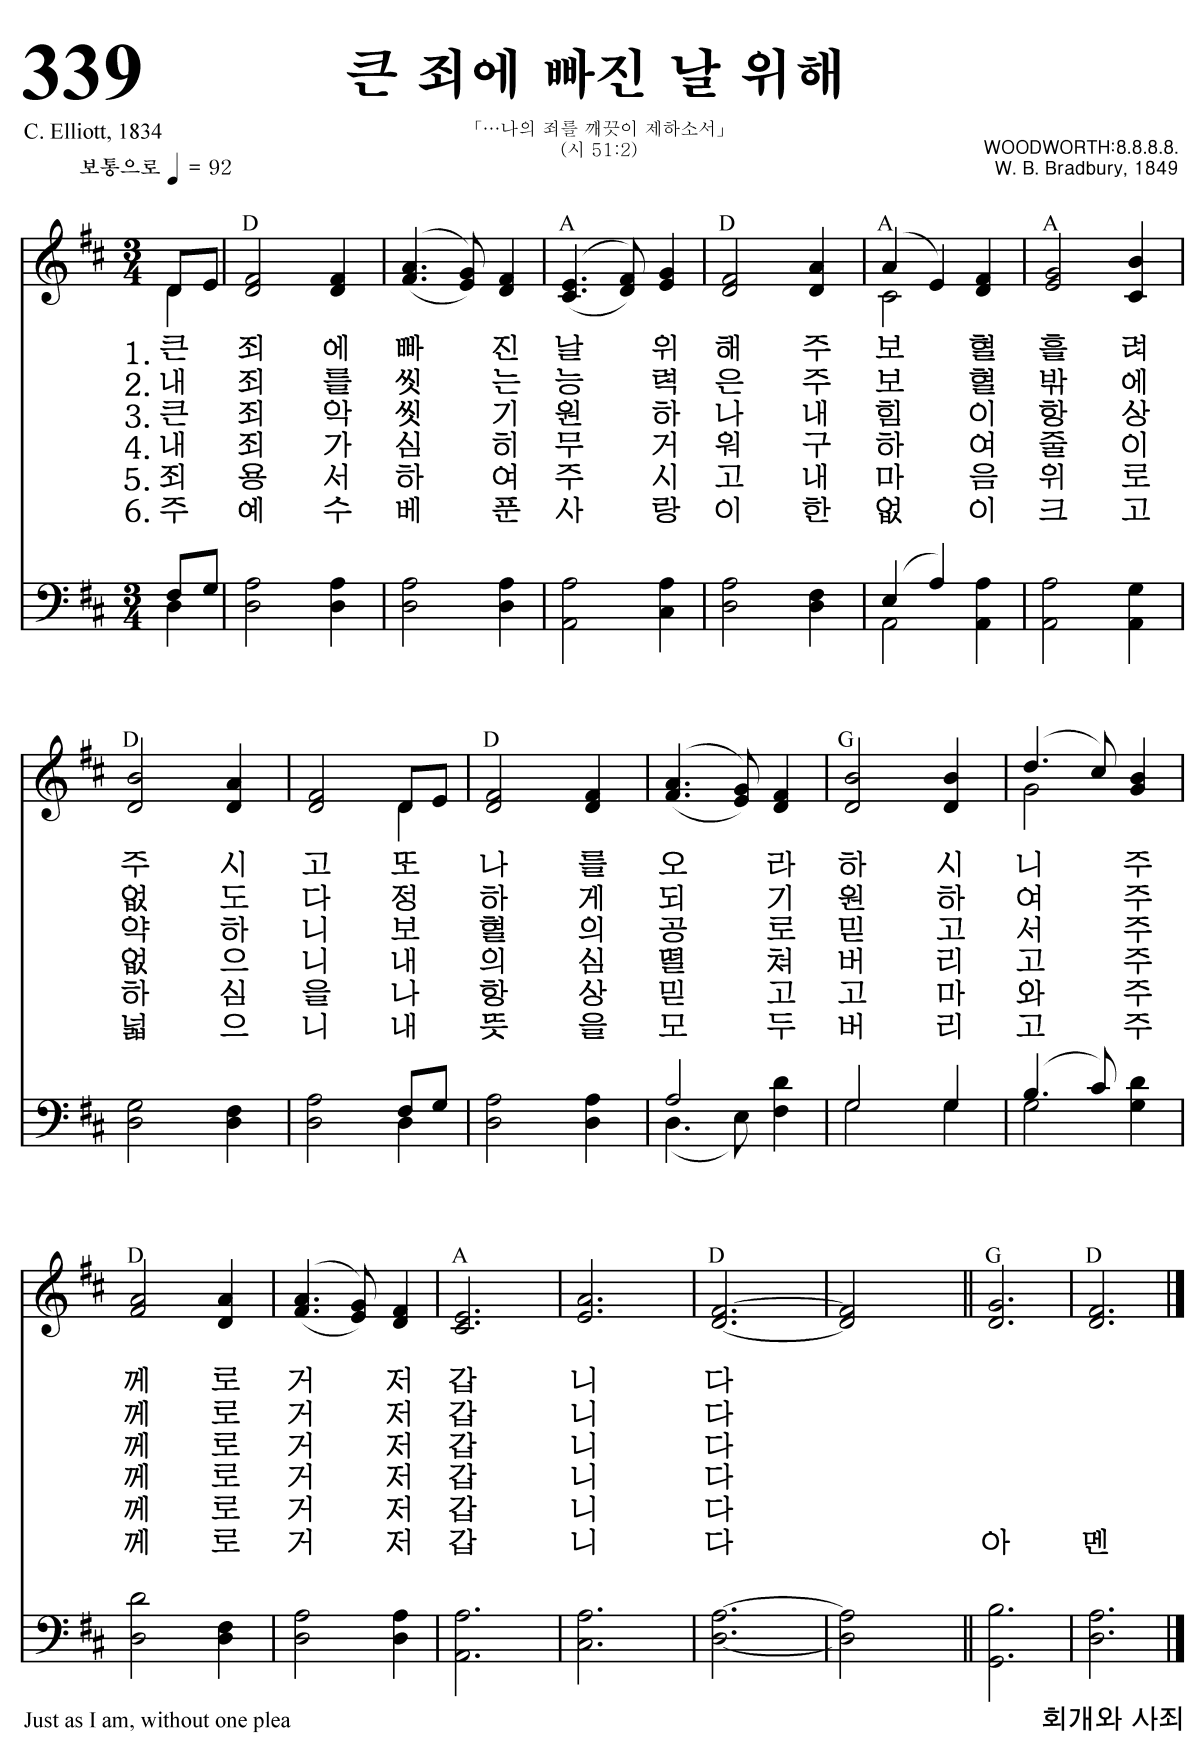 339
큰 죄에 빠진 날 위해
C. Elliott, 1834
「…나의 죄를 깨끗이 제하소서」
(시 51:2)
WOODWORTH:8.8.8.8.
보통으로 ♩ = 92
W. B. Bradbury, 1849
D A D A A
1. 큰 죄 에 빠 진 날 위 해 주 보 혈 흘 려
2. 내 죄 를 씻 는 능 력 은 주 보 혈 밖 에
3. 큰 죄 악 씻 기 원 하 나 내 힘 이 항 상
4. 내 죄 가 심 히 무 거 워 구 하 여 줄 이
5. 죄 용 서 하 여 주 시 고 내 마 음 위 로
6. 주 예 수 베 푼 사 랑 이 한 없 이 크 고
D D G
주 시 고 또 나 를 오 라 하 시 니 주
없 도 다 정 하 게 되 기 원 하 여 주
약 하 니 보 혈 의 공 로 믿 고 서 주
없 으 니 내 의 심 떨 쳐 버 리 고 주
하 심 을 나 항 상 믿 고 고 마 와 주
넓 으 니 내 뜻 을 모 두 버 리 고 주
D A D G D
께 로 거 저 갑 니 다
께 로 거 저 갑 니 다
께 로 거 저 갑 니 다
께 로 거 저 갑 니 다
께 로 거 저 갑 니 다
께 로 거 저 갑 니 다 아 멘
Just as I am, without one plea
회개와 사죄